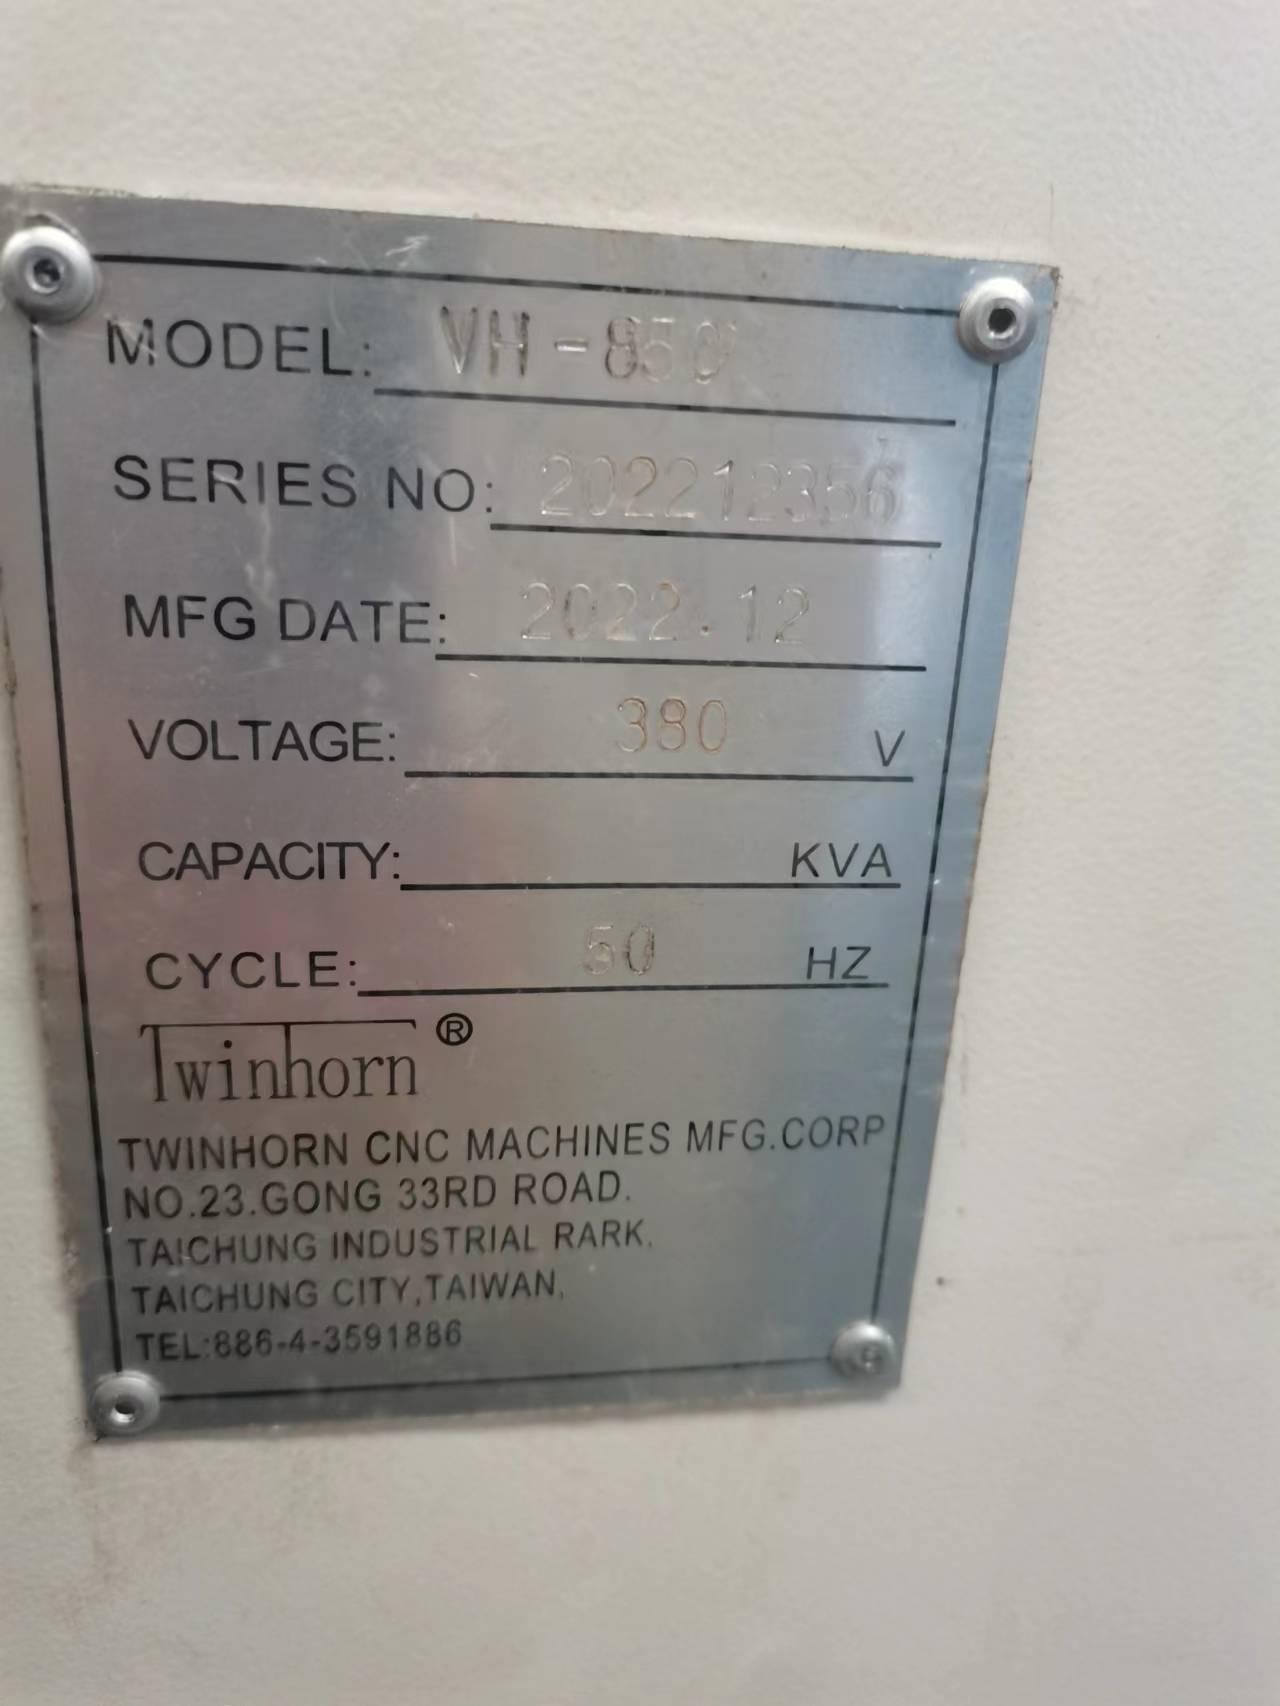 MODEL: VH-850
SERIES NO: 202212356
MFG DATE: 2022.12
VOLTAGE: 380 V
CAPACITY: KVA
CYCLE: 50 HZ
Twinhorn®
TWINHORN CNC MACHINES MFG.CORP
NO.23.GONG 33RD ROAD.
TAICHUNG INDUSTRIAL RARK.
TAICHUNG CITY,TAIWAN.
TEL:886-4-3591886